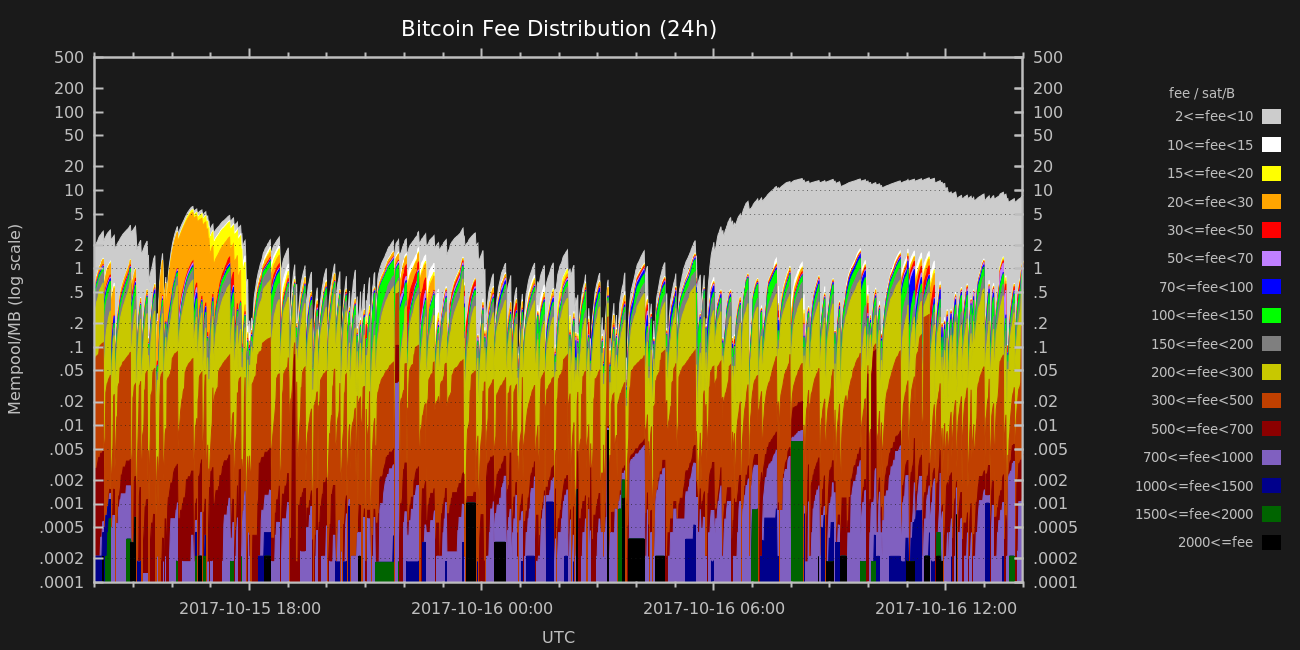 Bitcoin Fee Distribution (24h)
Mempool/MB (log scale)
500
200
100
50
20
10
5
2
1
.5
.2
.1
.05
.02
.01
.005
.002
.001
.0005
.0002
.0001
500
200
100
50
20
10
5
2
1
.5
.2
.1
.05
.02
.01
.005
.002
.001
.0005
.0002
.0001
2017-10-15 18:00
2017-10-16 00:00
2017-10-16 06:00
2017-10-16 12:00
UTC
fee / sat/B
2<=fee<10
10<=fee<15
15<=fee<20
20<=fee<30
30<=fee<50
50<=fee<70
70<=fee<100
100<=fee<150
150<=fee<200
200<=fee<300
300<=fee<500
500<=fee<700
700<=fee<1000
1000<=fee<1500
1500<=fee<2000
2000<=fee